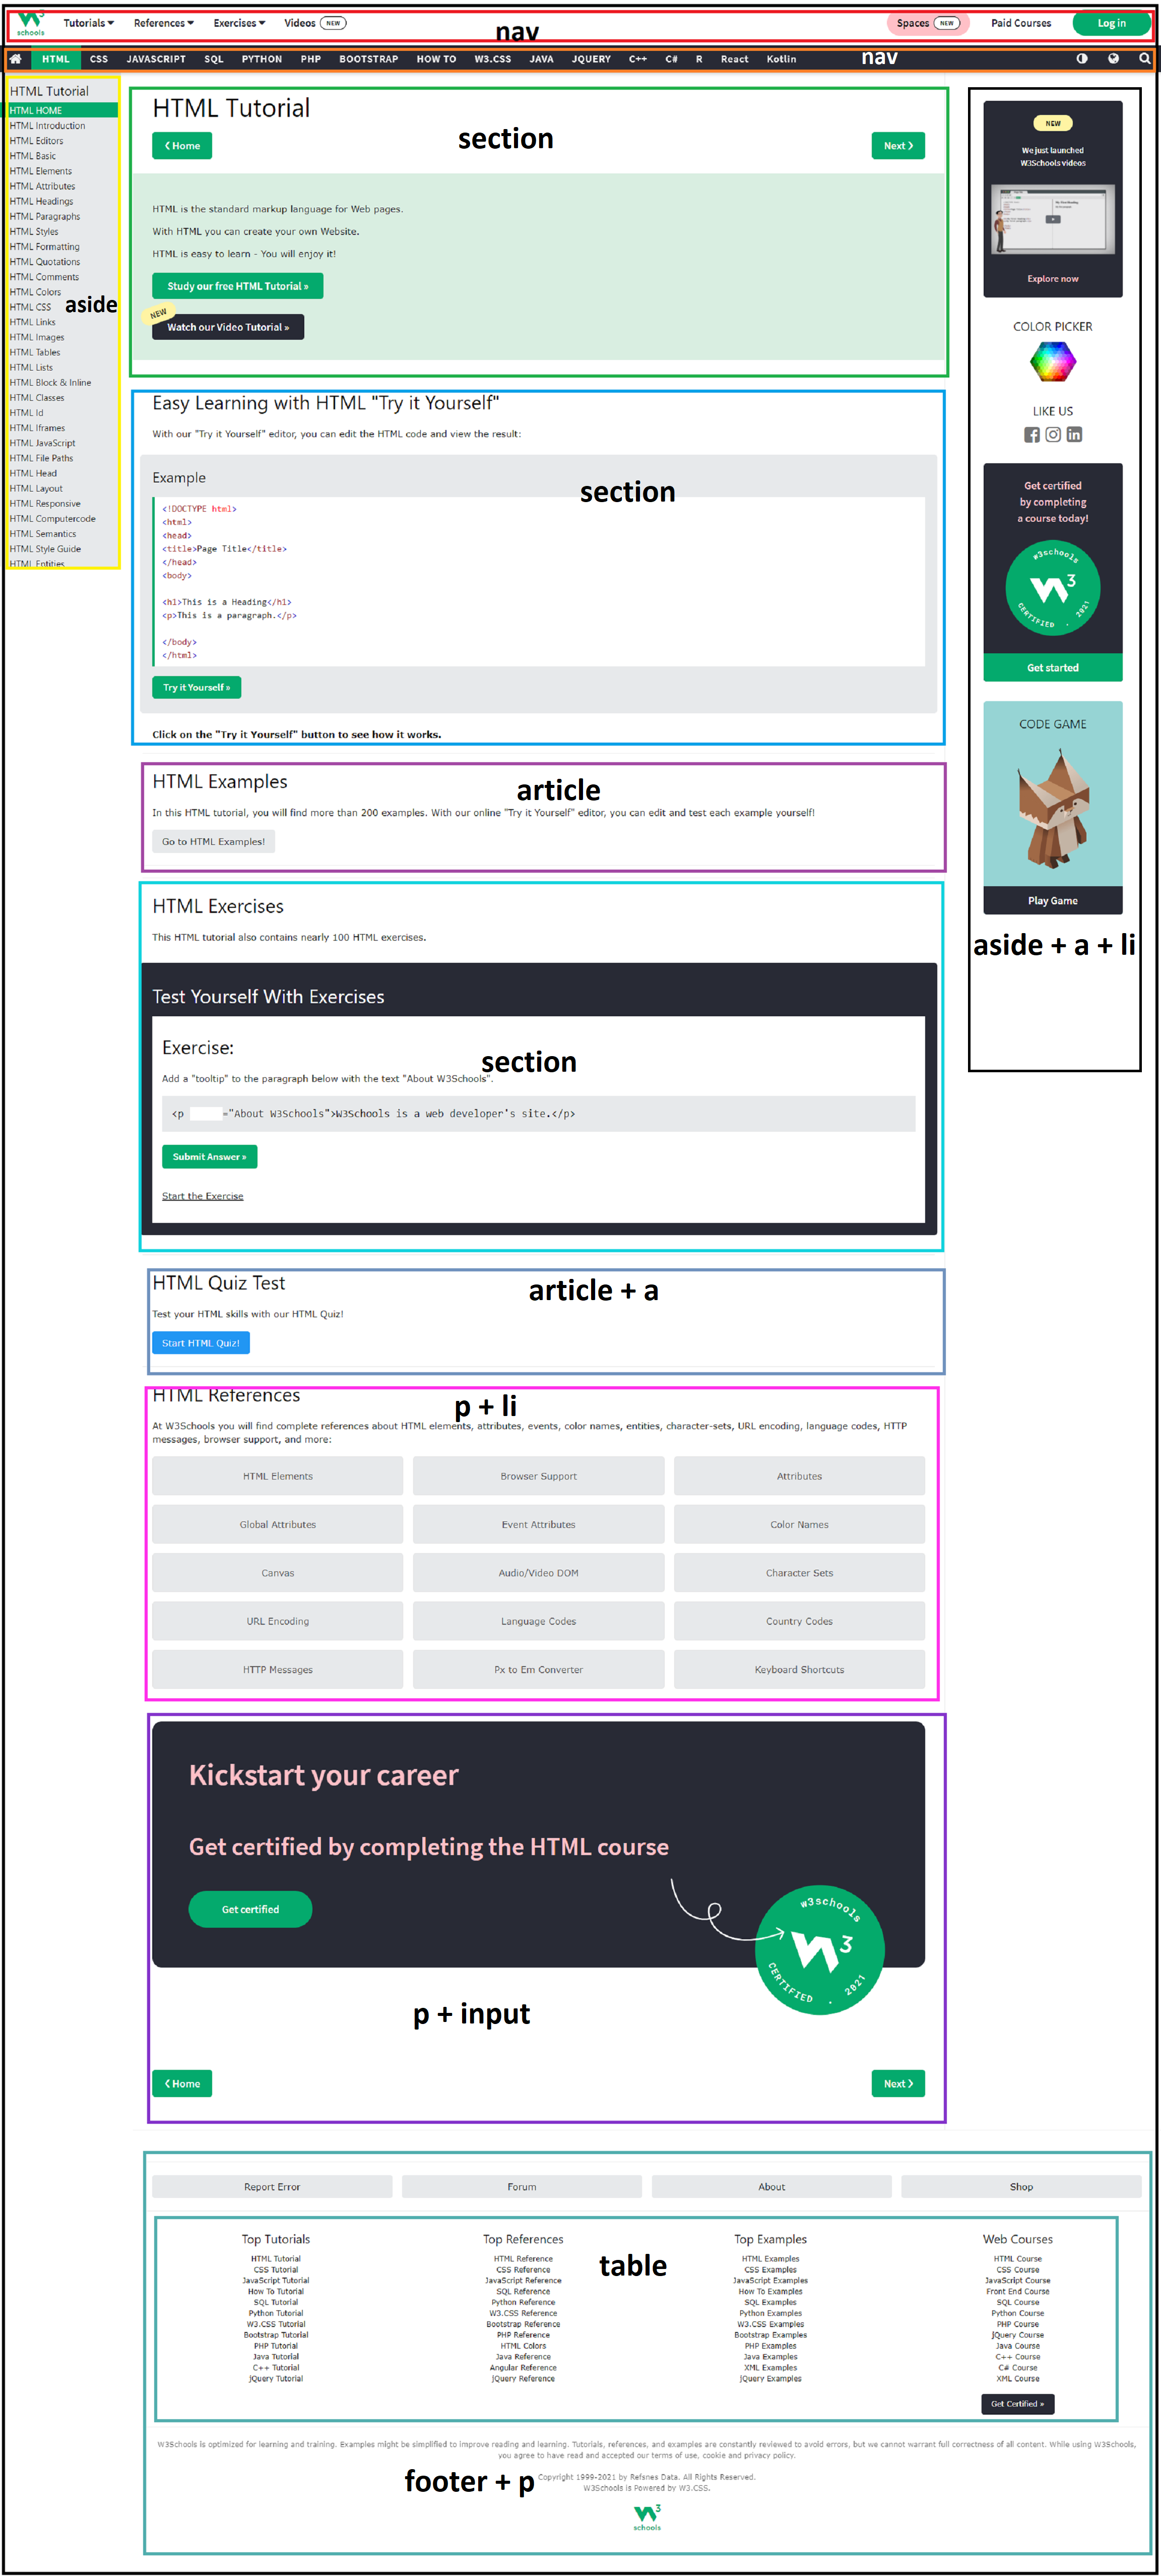 W3 schools
Tutorials References Exercises Videos NEW Spaces NEW Paid Courses Log in
nav
HTML CSS JAVASCRIPT SQL PYTHON PHP BOOTSTRAP HOW TO W3.CSS JAVA JQUERY C++ C# R React Kotlin
nav
HTML Tutorial
HTML HOME
HTML Introduction
HTML Editors
HTML Basic
HTML Elements
HTML Attributes
HTML Headings
HTML Paragraphs
HTML Styles
HTML Formatting
HTML Quotations
HTML Comments
HTML Colors
HTML CSS
HTML Links
HTML Images
HTML Tables
HTML Lists
HTML Block & Inline
HTML Classes
HTML Id
HTML Iframes
HTML JavaScript
HTML File Paths
HTML Head
HTML Layout
HTML Responsive
HTML Computercode
HTML Semantics
HTML Style Guide
HTML Entities
aside
HTML Tutorial
section
❮ Home Next ❯
HTML is the standard markup language for Web pages.
With HTML you can create your own Website.
HTML is easy to learn - You will enjoy it!
Study our free HTML Tutorial »
NEW
Watch our Video Tutorial »
Easy Learning with HTML "Try it Yourself"
With our "Try it Yourself" editor, you can edit the HTML code and view the result:
Example
section
<!DOCTYPE html>
<html>
<head>
<title>Page Title</title>
</head>
<body>
<h1>This is a Heading</h1>
<p>This is a paragraph.</p>
</body>
</html>
Try it Yourself »
Click on the "Try it Yourself" button to see how it works.
HTML Examples
article
In this HTML tutorial, you will find more than 200 examples. With our online "Try it Yourself" editor, you can edit and test each example yourself!
Go to HTML Examples!
HTML Exercises
This HTML tutorial also contains nearly 100 HTML exercises.
Test Yourself With Exercises
Exercise:
section
Add a "tooltip" to the paragraph below with the text "About W3Schools".
<p ="About W3Schools">W3Schools is a web developer's site.</p>
Submit Answer »
Start the Exercise
HTML Quiz Test
article + a
Test your HTML skills with our HTML Quiz!
Start HTML Quiz!
HTML References
p + li
At W3Schools you will find complete references about HTML elements, attributes, events, color names, entities, character-sets, URL encoding, language codes, HTTP
messages, browser support, and more:
HTML Elements Browser Support Attributes
Global Attributes Event Attributes Color Names
Canvas Audio/Video DOM Character Sets
URL Encoding Language Codes Country Codes
HTTP Messages Px to Em Converter Keyboard Shortcuts
Kickstart your career
Get certified by completing the HTML course
Get certified
w3schools
W3
CERTIFIED . 2021
p + input
❮ Home Next ❯
NEW
We just launched
W3Schools videos
Explore now
COLOR PICKER
LIKE US
Get certified
by completing
a course today!
w3schools
W3
CERTIFIED . 2021
Get started
CODE GAME
Play Game
aside + a + li
Report Error Forum About Shop
Top Tutorials
HTML Tutorial
CSS Tutorial
JavaScript Tutorial
How To Tutorial
SQL Tutorial
Python Tutorial
W3.CSS Tutorial
Bootstrap Tutorial
PHP Tutorial
Java Tutorial
C++ Tutorial
jQuery Tutorial
Top References
HTML Reference
CSS Reference
JavaScript Reference
SQL Reference
Python Reference
W3.CSS Reference
Bootstrap Reference
PHP Reference
HTML Colors
Java Reference
Angular Reference
jQuery Reference
table
Top Examples
HTML Examples
CSS Examples
JavaScript Examples
How To Examples
SQL Examples
Python Examples
W3.CSS Examples
Bootstrap Examples
PHP Examples
Java Examples
XML Examples
jQuery Examples
Web Courses
HTML Course
CSS Course
JavaScript Course
Front End Course
SQL Course
Python Course
PHP Course
jQuery Course
Java Course
C++ Course
C# Course
XML Course
Get Certified »
W3Schools is optimized for learning and training. Examples might be simplified to improve reading and learning. Tutorials, references, and examples are constantly reviewed to avoid errors, but we cannot warrant full correctness of all content. While using W3Schools,
you agree to have read and accepted our terms of use, cookie and privacy policy.
footer + p
Copyright 1999-2021 by Refsnes Data. All Rights Reserved.
W3Schools is Powered by W3.CSS.
W3 schools